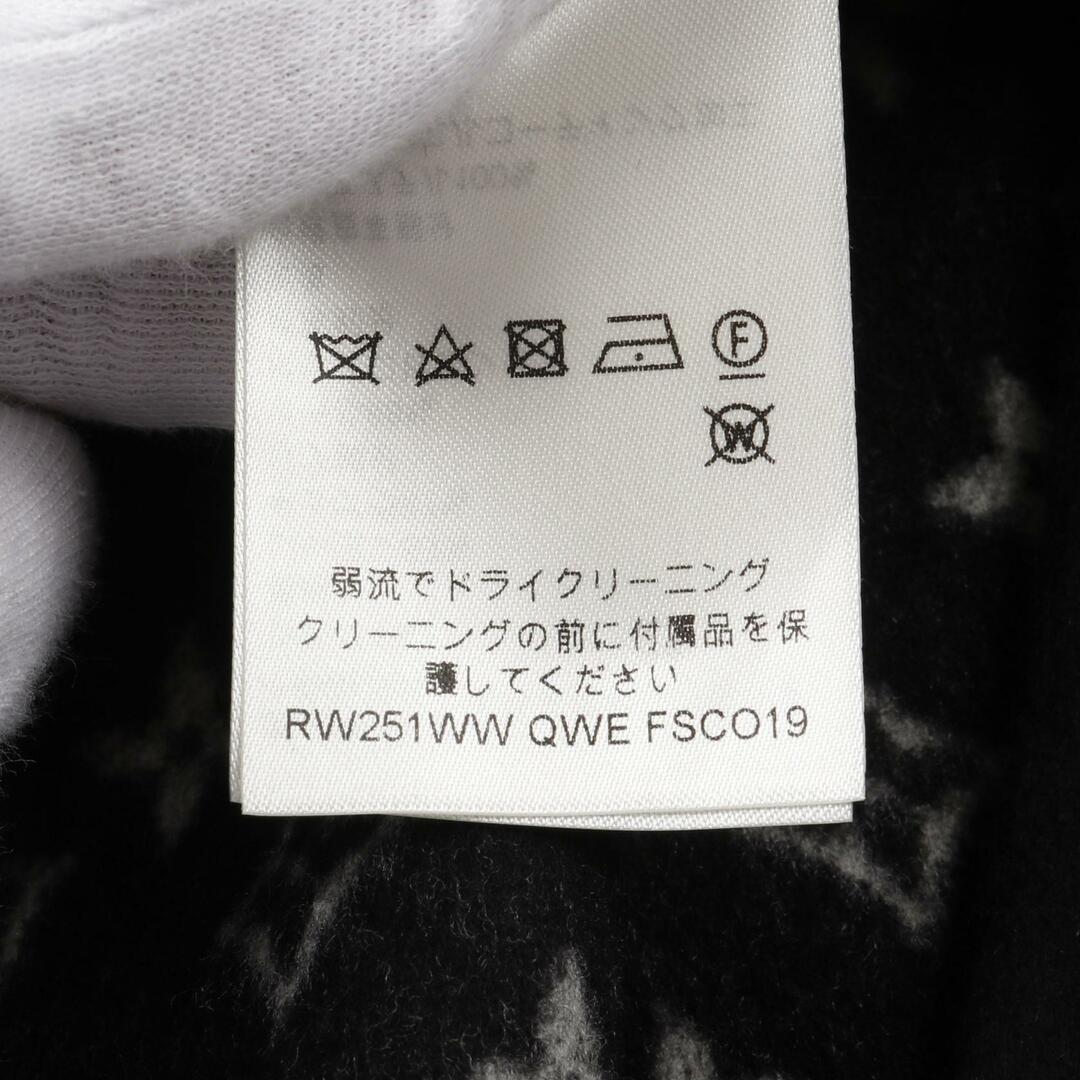 F
W
弱流でドライクリーニング
クリーニングの前に付属品を保
護してください
RW251WW QWE FSCO19